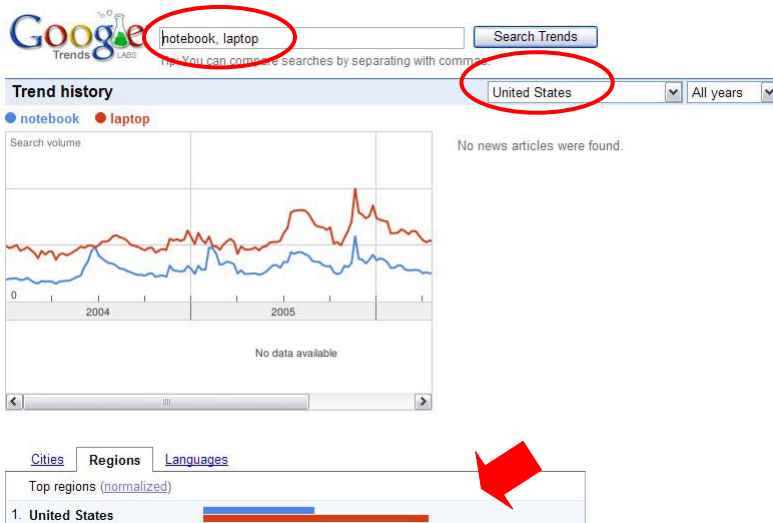 Google
Trends LABS
notebook, laptop
Search Trends
Tip: You can compare searches by separating with commas.
Trend history
United States
All years
notebook laptop
Search volume
No news articles were found.
0
2004 2005
No data available
Cities Regions Languages
Top regions (normalized)
1. United States